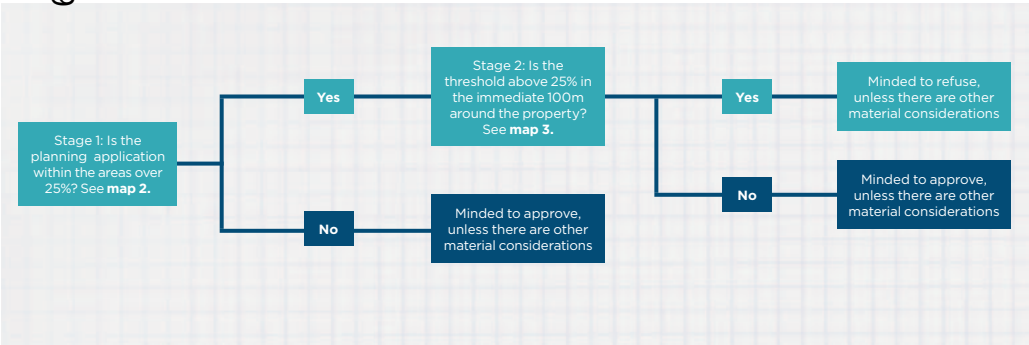 Stage 1: Is the
planning application
within the areas over
25%? See map 2.
Yes
Stage 2: Is the
threshold above 25% in
the immediate 100m
around the property?
See map 3.
Yes
Minded to refuse,
unless there are other
material considerations
No
Minded to approve,
unless there are other
material considerations
No
Minded to approve,
unless there are other
material considerations